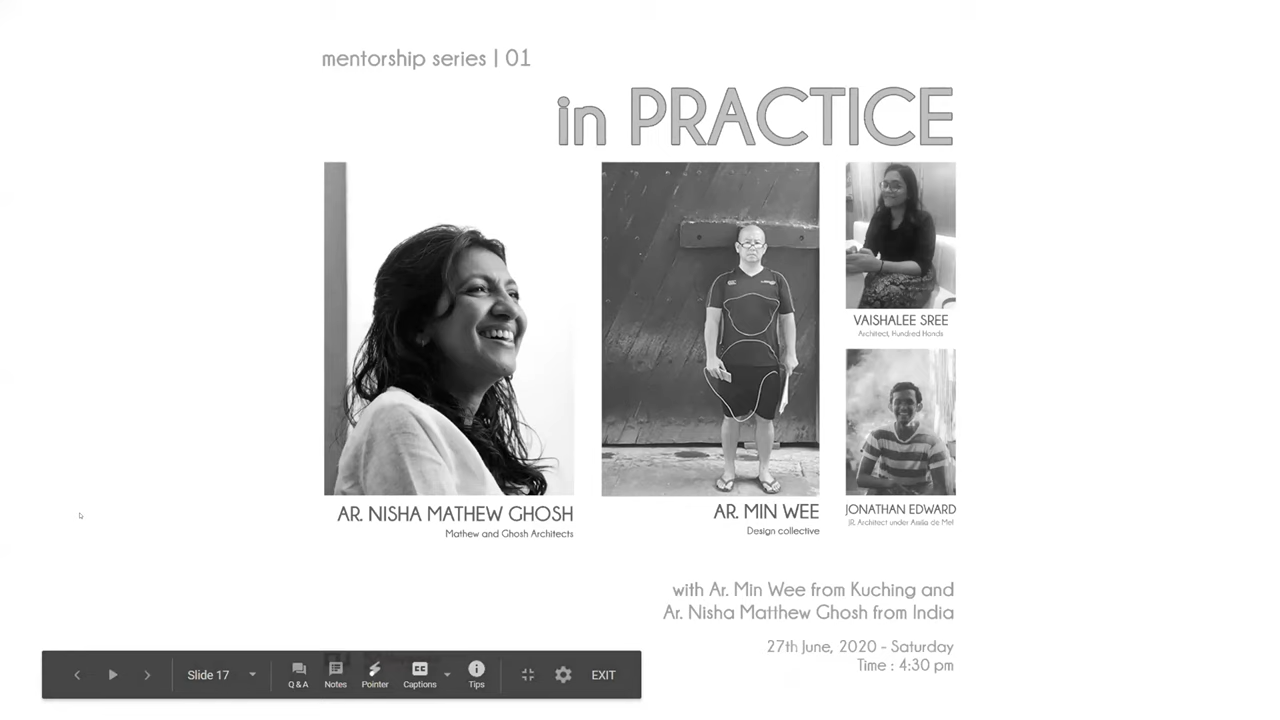 mentorship series | 01
in PRACTICE
VAISHALEE SREE
Architect, Hundred Hands
AR. NISHA MATHEW GHOSH
Mathew and Ghosh Architects
AR. MIN WEE
Design collective
JONATHAN EDWARD
JR. Architect under Anila de Mel
with Ar. Min Wee from Kuching and
Ar. Nisha Matthew Ghosh from India
27th June, 2020 - Saturday
Time : 4:30 pm
Slide 17
Q & A
Notes
Pointer
Captions
Tips
EXIT